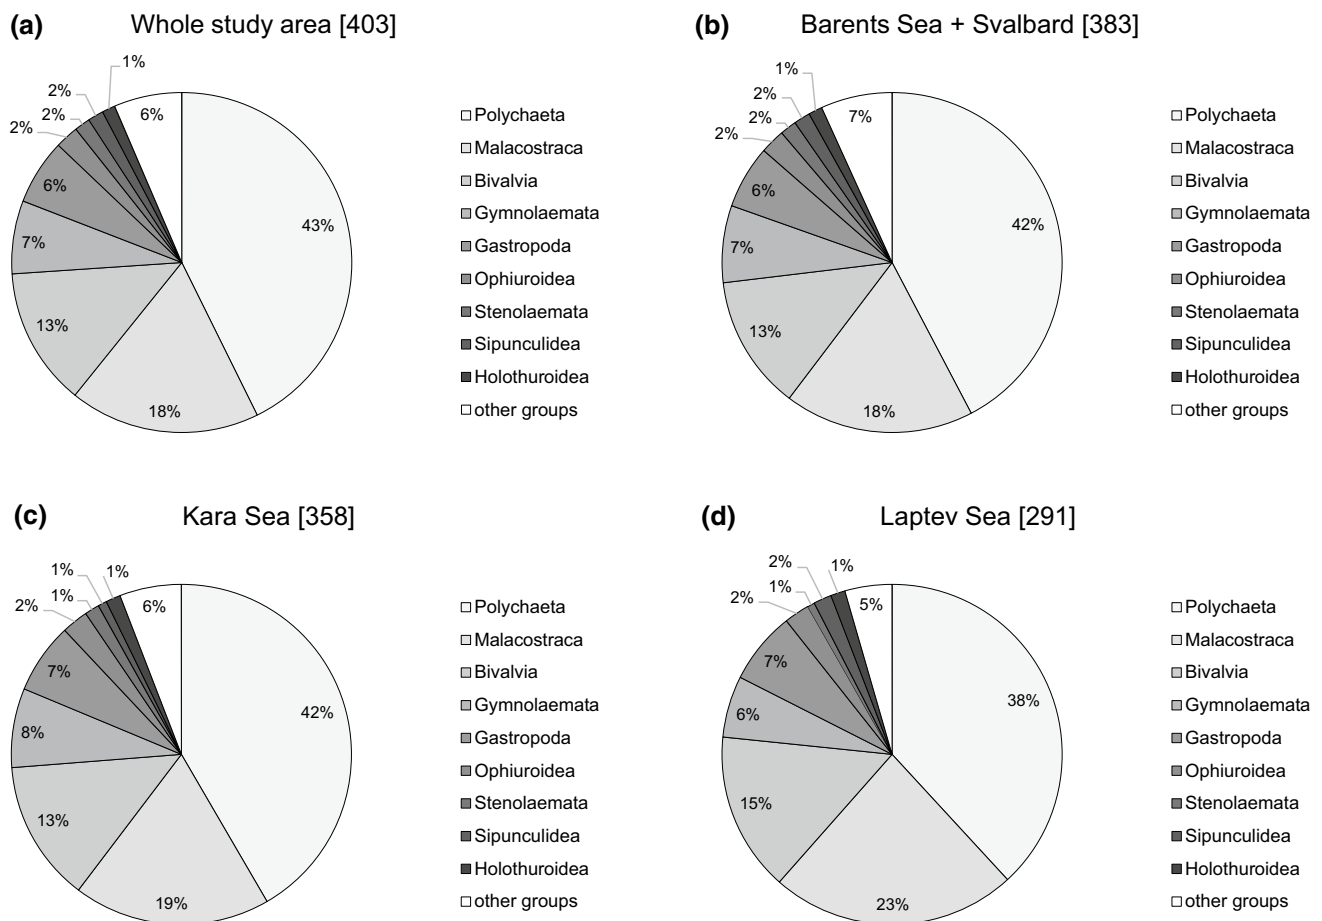 (a) Whole study area [403]
1%
2%
2%
2%
6%
6%
7%
43%
13%
18%
Polychaeta
Malacostraca
Bivalvia
Gymnolaemata
Gastropoda
Ophiuroidea
Stenolaemata
Sipunculidea
Holothuroidea
other groups
(b) Barents Sea + Svalbard [383]
1%
2%
2%
2%
7%
6%
7%
42%
13%
18%
Polychaeta
Malacostraca
Bivalvia
Gymnolaemata
Gastropoda
Ophiuroidea
Stenolaemata
Sipunculidea
Holothuroidea
other groups
(c) Kara Sea [358]
1%
1%
1%
2%
6%
7%
8%
42%
13%
19%
Polychaeta
Malacostraca
Bivalvia
Gymnolaemata
Gastropoda
Ophiuroidea
Stenolaemata
Sipunculidea
Holothuroidea
other groups
(d) Laptev Sea [291]
2%
1%
1%
2%
5%
7%
6%
38%
15%
23%
Polychaeta
Malacostraca
Bivalvia
Gymnolaemata
Gastropoda
Ophiuroidea
Stenolaemata
Sipunculidea
Holothuroidea
other groups